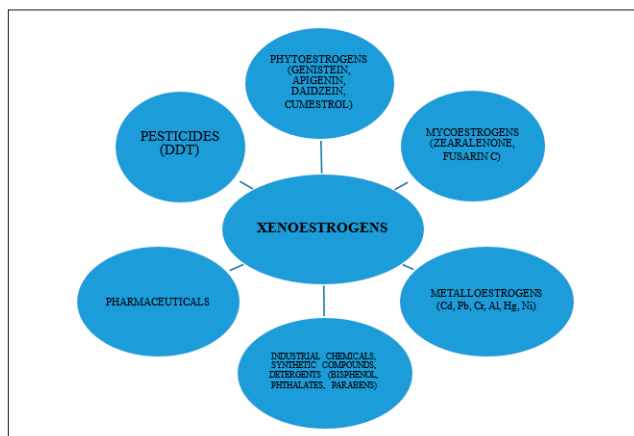 PHYTOESTROGENS
(GENISTEIN,
APIGENIN,
DAIDZEIN,
CUMESTROL)
PESTICIDES
(DDT)
MYCOESTROGENS
(ZEARALENONE,
FUSARIN C)
XENOESTROGENS
PHARMACEUTICALS
METALLOESTROGENS
(Cd, Pb, Cr, Al, Hg, Ni)
INDUSTRIAL CHEMICALS,
SYNTHETIC COMPOUNDS,
DETERGENTS (BISPHENOL,
PHTHALATES, PARABENS)